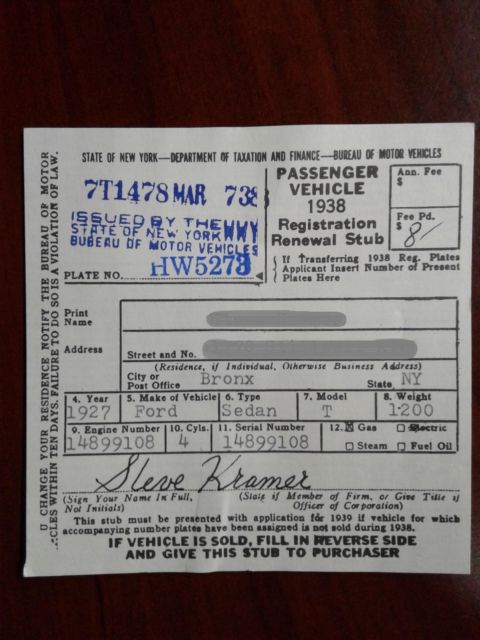 STATE OF NEW YORK—DEPARTMENT OF TAXATION AND FINANCE—BUREAU OF MOTOR VEHICLES
7T1478 MAR 738
ISSUED BY THE
STATE OF NEW YORK
BUREAU OF MOTOR VEHICLES
PLATE NO. HW5273
PASSENGER
VEHICLE
1938
Registration
Renewal Stub
Ann. Fee
$
Fee Pd.
$ 8-
If Transferring 1938 Reg. Plates
Applicant Insert Number of Present
Plates Here
Print
Name
Address
Street and No.
(Residence, if Individual, Otherwise Business Address)
City or
Post Office Bronx State NY
4. Year 5. Make of Vehicle 6. Type 7. Model 8. Weight
1927 Ford Sedan T 1200
9. Engine Number 10. Cyls. 11. Serial Number 12. Gas Electric
14899108 4 14899108 Steam Fuel Oil
Steve Kramer
(Sign Your Name In Full, (State if Member of Firm, or Give Title if
Not Initials) Officer of Corporation)
This stub must be presented with application for 1939 if vehicle for which
accompanying number plates have been assigned is not sold during 1938.
IF VEHICLE IS SOLD, FILL IN REVERSE SIDE
AND GIVE THIS STUB TO PURCHASER
U CHANGE YOUR RESIDENCE NOTIFY THE BUREAU OF MOTOR
CLES WITHIN TEN DAYS. FAILURE TO DO SO IS A VIOLATION OF LAW.